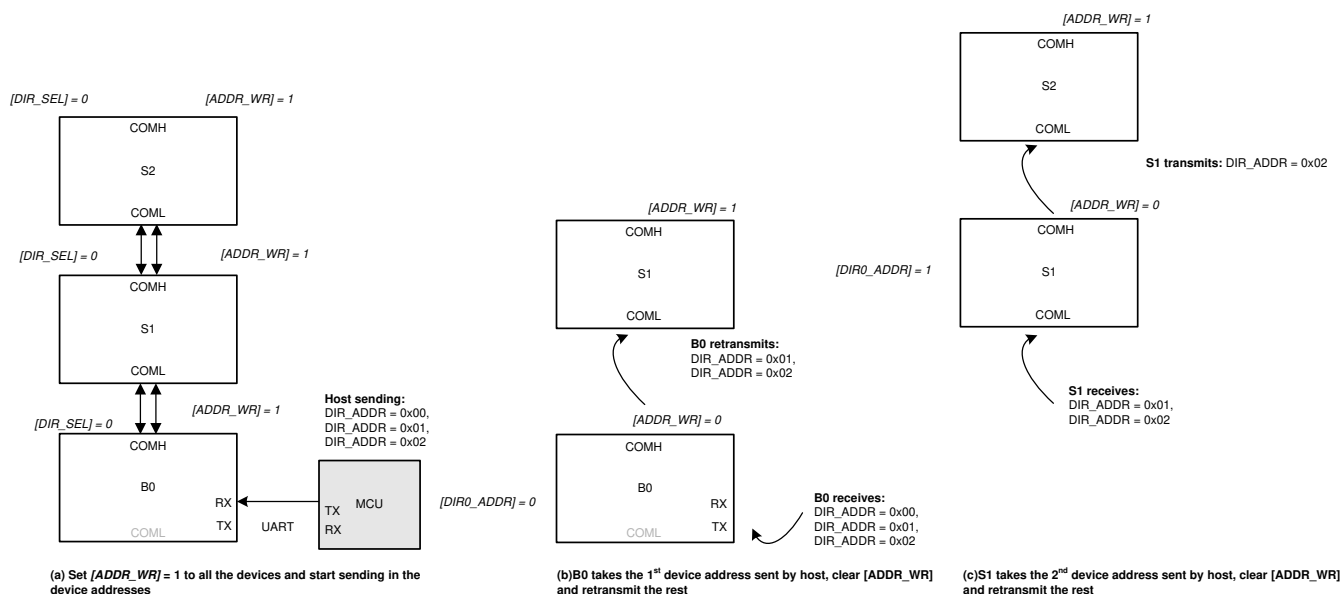 [DIR_SEL] = 0
[ADDR_WR] = 1
COMH
S2
COML
[DIR_SEL] = 0
[ADDR_WR] = 1
COMH
S1
COML
[DIR_SEL] = 0
[ADDR_WR] = 1
COMH
B0
RX
TX
COML
UART
Host sending:
DIR_ADDR = 0x00,
DIR_ADDR = 0x01,
DIR_ADDR = 0x02
TX
MCU
RX
(a) Set [ADDR_WR] = 1 to all the devices and start sending in the
device addresses
[ADDR_WR] = 1
COMH
S1
COML
B0 retransmits:
DIR_ADDR = 0x01,
DIR_ADDR = 0x02
[ADDR_WR] = 0
[DIR0_ADDR] = 0
COMH
B0
RX
TX
COML
B0 receives:
DIR_ADDR = 0x00,
DIR_ADDR = 0x01,
DIR_ADDR = 0x02
(b)B0 takes the 1st device address sent by host, clear [ADDR_WR]
and retransmit the rest
[ADDR_WR] = 1
COMH
S2
COML
S1 transmits: DIR_ADDR = 0x02
[ADDR_WR] = 0
[DIR0_ADDR] = 1
COMH
S1
COML
S1 receives:
DIR_ADDR = 0x01,
DIR_ADDR = 0x02
(c)S1 takes the 2nd device address sent by host, clear [ADDR_WR]
and retransmit the rest